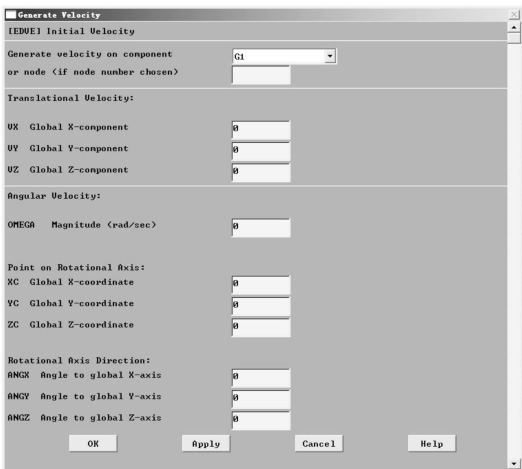 Generate Velocity
[EDVE] Initial Velocity
Generate velocity on component G1
or node (if node number chosen)
Translational Velocity:
VX Global X-component 0
VY Global Y-component 0
VZ Global Z-component 0
Angular Velocity:
OMEGA Magnitude (rad/sec) 0
Point on Rotational Axis:
XC Global X-coordinate 0
YC Global Y-coordinate 0
ZC Global Z-coordinate 0
Rotational Axis Direction:
ANGX Angle to global X-axis 0
ANGY Angle to global Y-axis 0
ANGZ Angle to global Z-axis 0
OK Apply Cancel Help